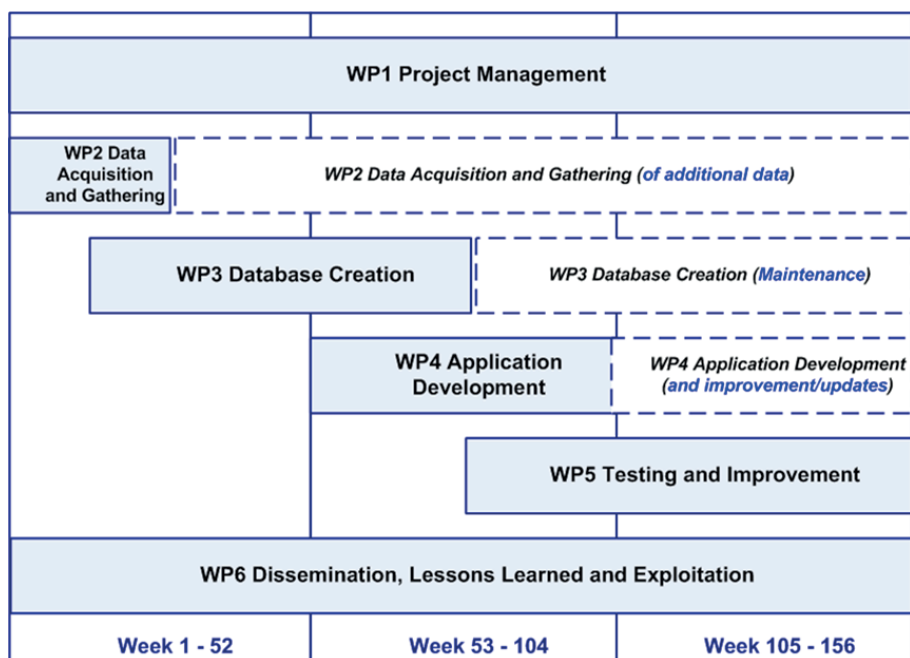 WP1 Project Management
WP2 Data
Acquisition
and Gathering
WP2 Data Acquisition and Gathering (of additional data)
WP3 Database Creation
WP3 Database Creation (Maintenance)
WP4 Application
Development
WP4 Application Development
(and improvement/updates)
WP5 Testing and Improvement
WP6 Dissemination, Lessons Learned and Exploitation
Week 1 - 52
Week 53 - 104
Week 105 - 156